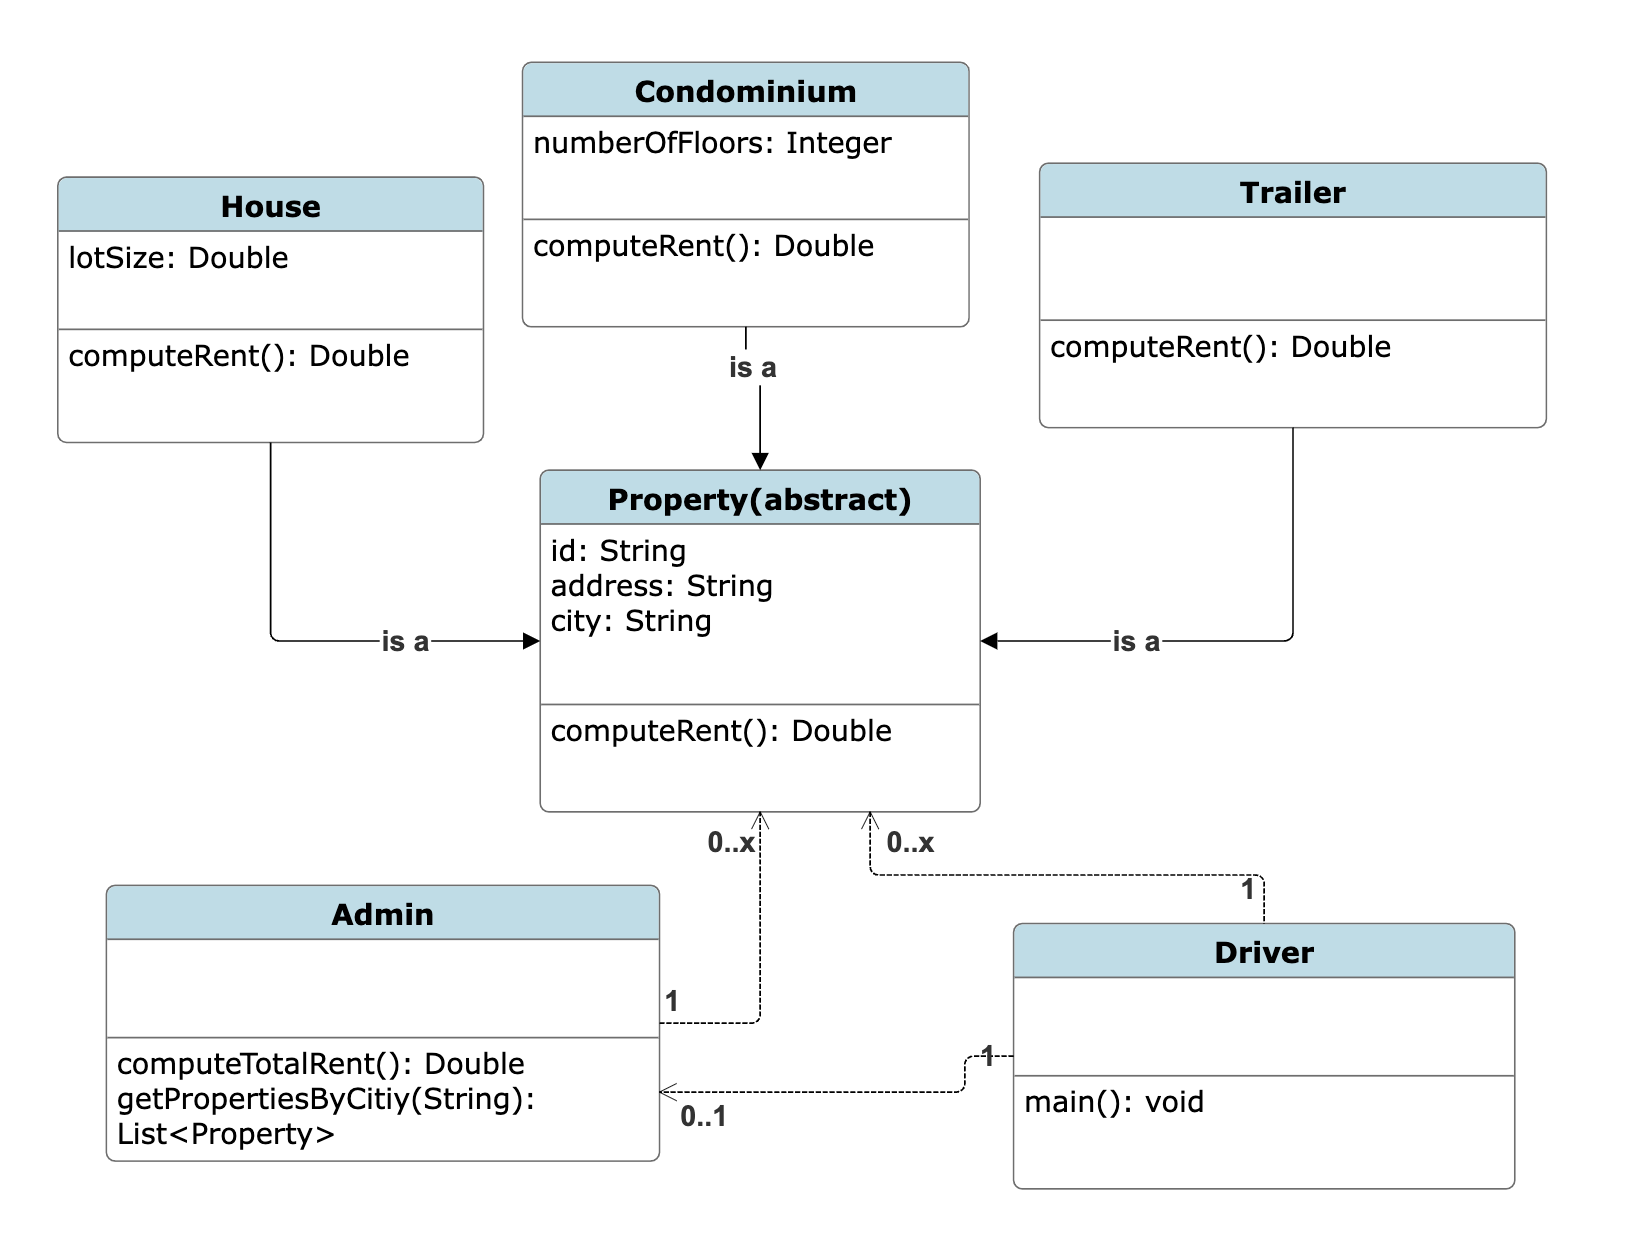 Condominium
numberOfFloors: Integer
computeRent(): Double
House
lotSize: Double
computeRent(): Double
Trailer
computeRent(): Double
is a
Property(abstract)
id: String
address: String
city: String
computeRent(): Double
is a
is a
0..x
0..x
1
Admin
computeTotalRent(): Double
getPropertiesByCitiy(String):
List<Property>
1
Driver
main(): void
1
0..1